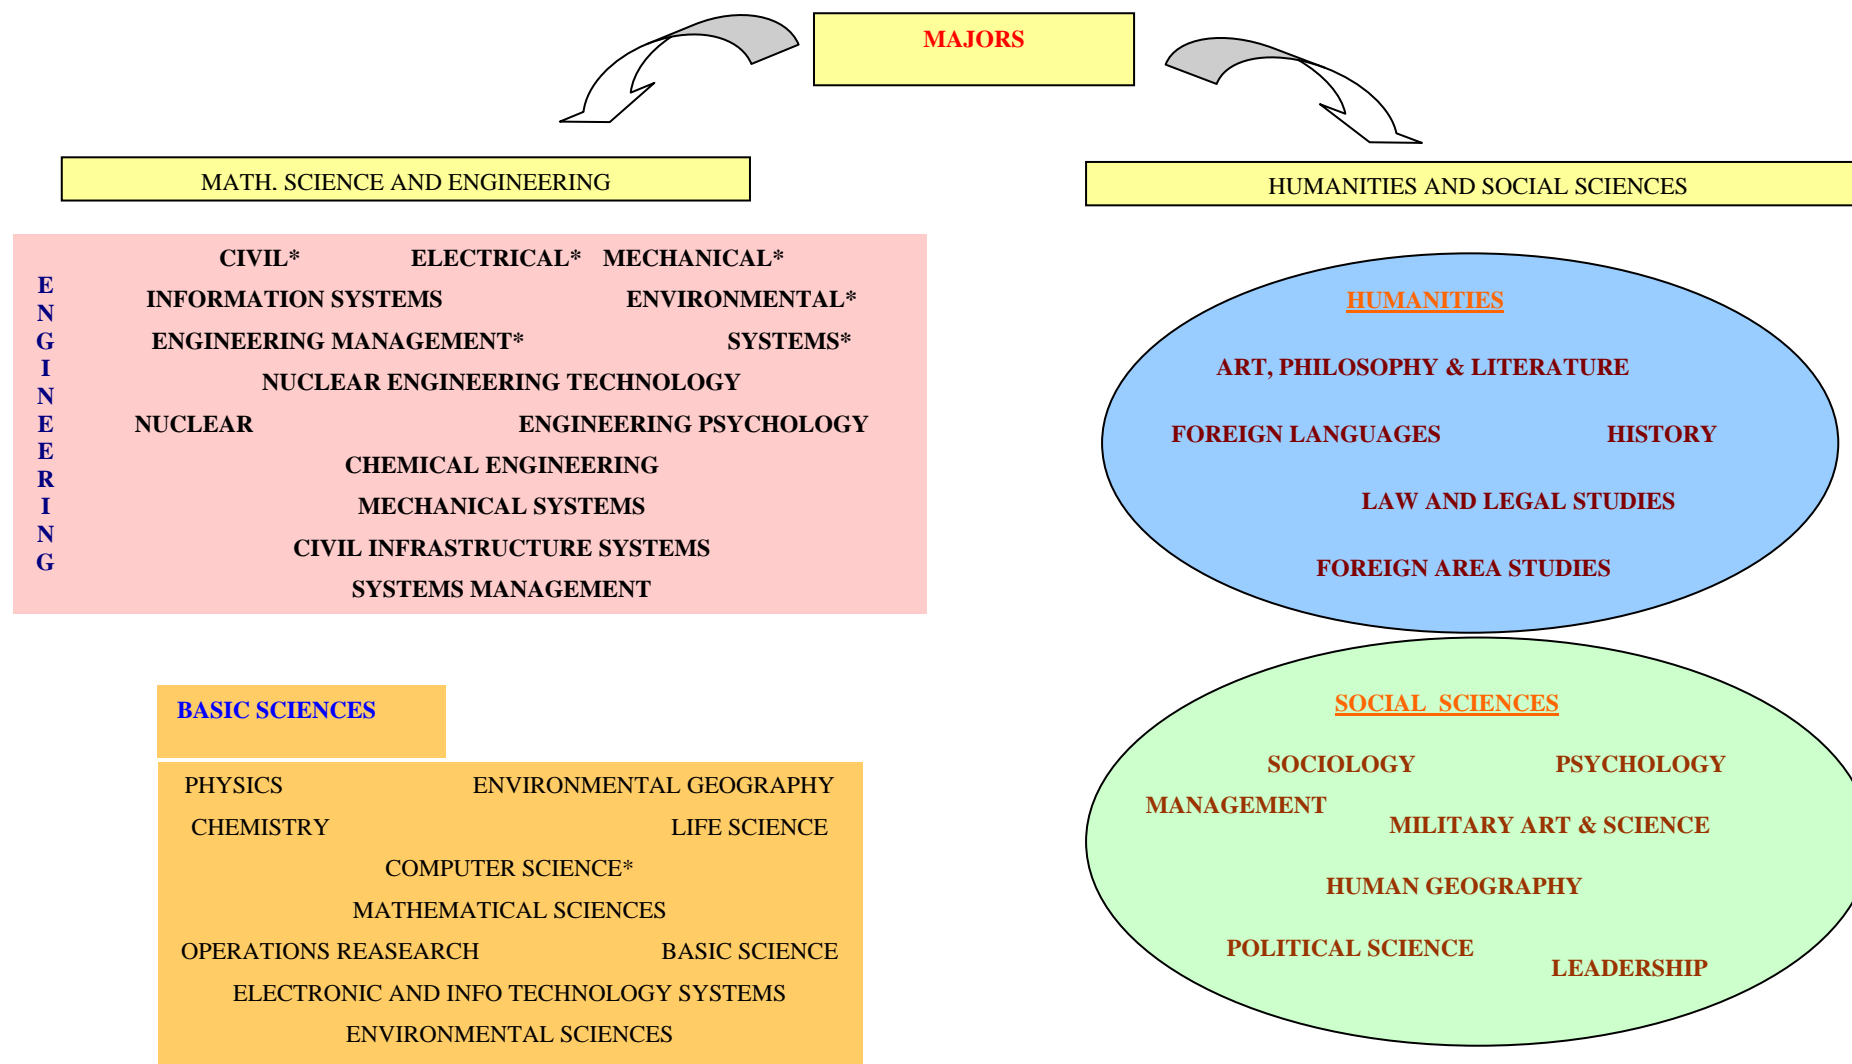 MAJORS
MATH. SCIENCE AND ENGINEERING
ENGINEERING
CIVIL* ELECTRICAL* MECHANICAL*
INFORMATION SYSTEMS ENVIRONMENTAL*
ENGINEERING MANAGEMENT* SYSTEMS*
NUCLEAR ENGINEERING TECHNOLOGY
NUCLEAR ENGINEERING PSYCHOLOGY
CHEMICAL ENGINEERING
MECHANICAL SYSTEMS
CIVIL INFRASTRUCTURE SYSTEMS
SYSTEMS MANAGEMENT
BASIC SCIENCES
PHYSICS ENVIRONMENTAL GEOGRAPHY
CHEMISTRY LIFE SCIENCE
COMPUTER SCIENCE*
MATHEMATICAL SCIENCES
OPERATIONS REASEARCH BASIC SCIENCE
ELECTRONIC AND INFO TECHNOLOGY SYSTEMS
ENVIRONMENTAL SCIENCES
HUMANITIES AND SOCIAL SCIENCES
HUMANITIES
ART, PHILOSOPHY & LITERATURE
FOREIGN LANGUAGES HISTORY
LAW AND LEGAL STUDIES
FOREIGN AREA STUDIES
SOCIAL SCIENCES
SOCIOLOGY PSYCHOLOGY
MANAGEMENT
MILITARY ART & SCIENCE
HUMAN GEOGRAPHY
POLITICAL SCIENCE
LEADERSHIP